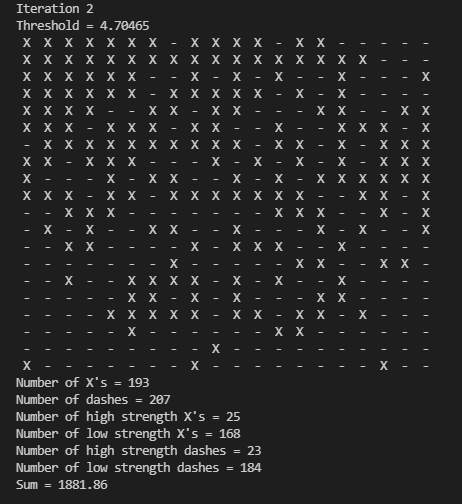 Iteration 2
Threshold = 4.70465
X X X X X X X - X X X X - X X - - - - -
X X X X X X X X X X X X X X X X X - - -
X X X X X X - - X - X - X - - X - - - X
X X X X X X - X X X X X - X - X - - - -
X X X X - - X X - X X - - - X X - - X X
X X X - X X X - X X - - X - - X X X - X
- X X X X X X X X X X X X - X - - X X X
X X - X X X - - - - X - X - X - - X X X
X - - - X - X X - - X - X - X X X X X X
X X X - X X - X X X X X X X - - X X - X
- - X X X - - - - - - - X X X - - X - X
- X - X - - X X - - X - - - X - X - - X
- - X X - - - - X - X X X - - X - - - -
- - - - - - - X - - - - - X X - - X X -
- - X - - X X X X - X - X - - X - - - -
- - - - - X X - X - X - - - X X - - - -
- - - - X X X X X - X X - X X - X - - -
- - - - - X - - - - - - X X - - - - - -
- - - - - - - - - X - - - - - - - - - -
X - - - - - - - X - - - - - - - - X - -
Number of X's = 193
Number of dashes = 207
Number of high strength X's = 25
Number of low strength X's = 168
Number of high strength dashes = 23
Number of low strength dashes = 184
Sum = 1881.86